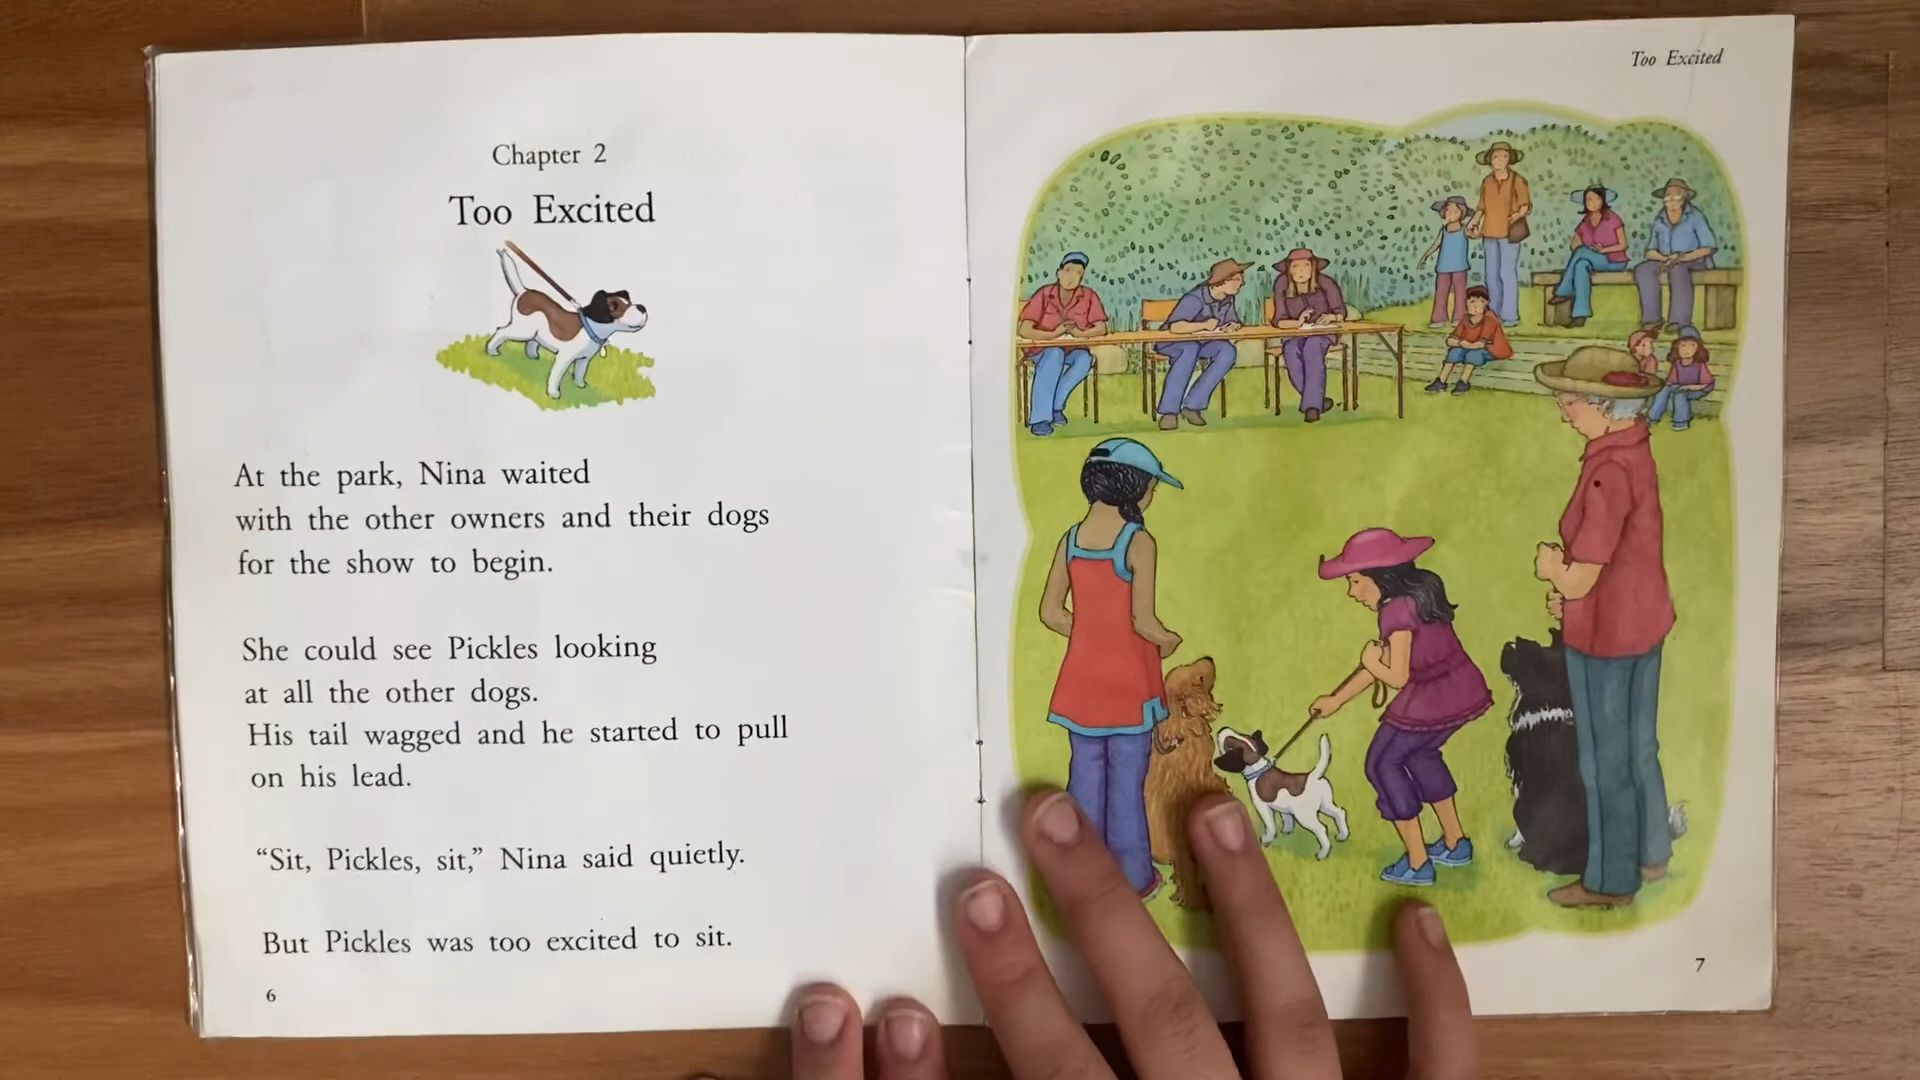 Chapter 2
Too Excited
At the park, Nina waited
with the other owners and their dogs
for the show to begin.
She could see Pickles looking
at all the other dogs.
His tail wagged and he started to pull
on his lead.
“Sit, Pickles, sit,” Nina said quietly.
But Pickles was too excited to sit.
6
Too Excited
7